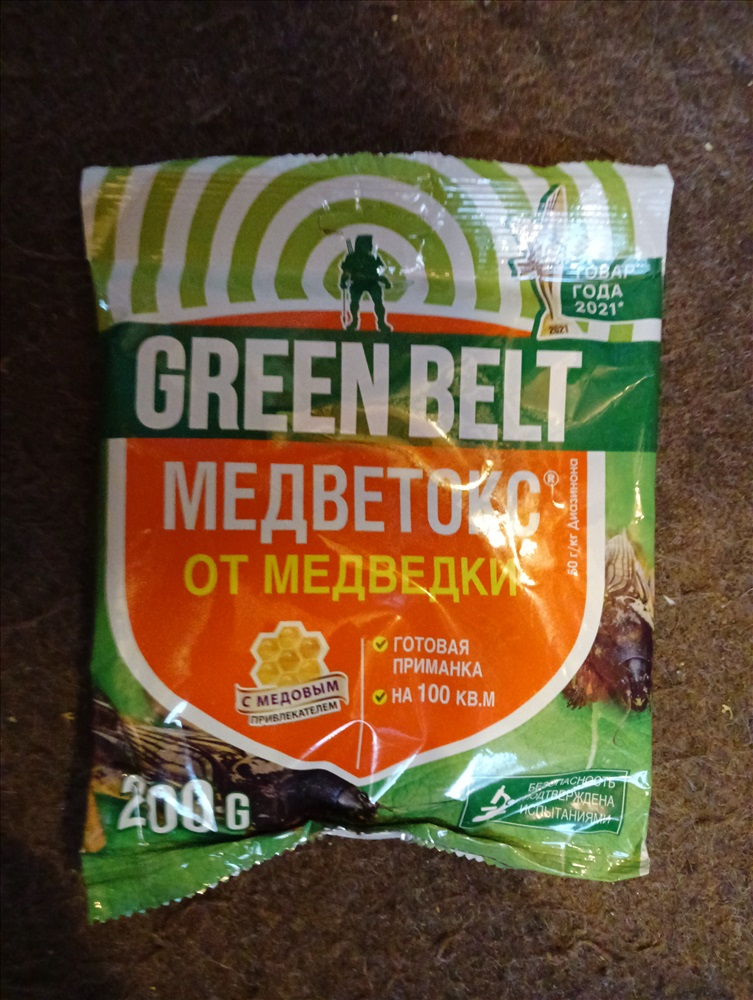 ТОВАР
ГОДА
2021*
2021
GREEN BELT
МЕДВЕТОКС®
ОТ МЕДВЕДКИ
60 г/кг Диазинона
С МЕДОВЫМ
ПРИВЛЕКАТЕЛЕМ
ГОТОВАЯ
ПРИМАНКА
НА 100 КВ.М
200 G
БЕЗОПАСНОСТЬ
ПОДТВЕРЖДЕНА
ИСПЫТАНИЯМИ